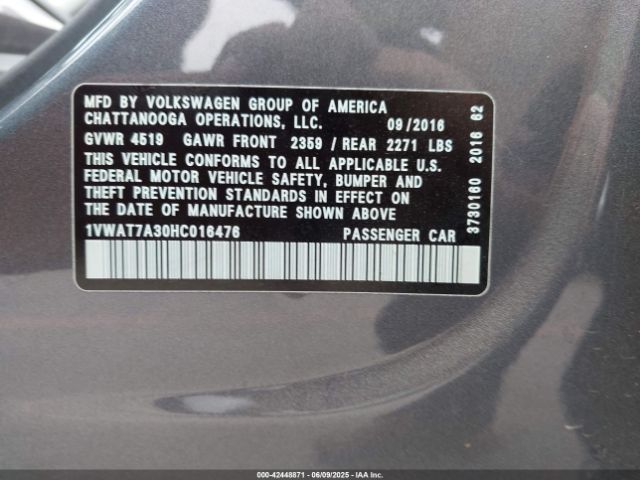 MFD BY VOLKSWAGEN GROUP OF AMERICA
CHATTANOOGA OPERATIONS, LLC. 09/2016
GVWR 4519 GAWR FRONT 2359 / REAR 2271 LBS
THIS VEHICLE CONFORMS TO ALL APPLICABLE U.S.
FEDERAL MOTOR VEHICLE SAFETY, BUMPER AND
THEFT PREVENTION STANDARDS IN EFFECT ON
THE DATE OF MANUFACTURE SHOWN ABOVE
1VWAT7A30HC016476 PASSENGER CAR
3730160 2016 62
000-42448871 | 06/09/2025 | IAA Inc.